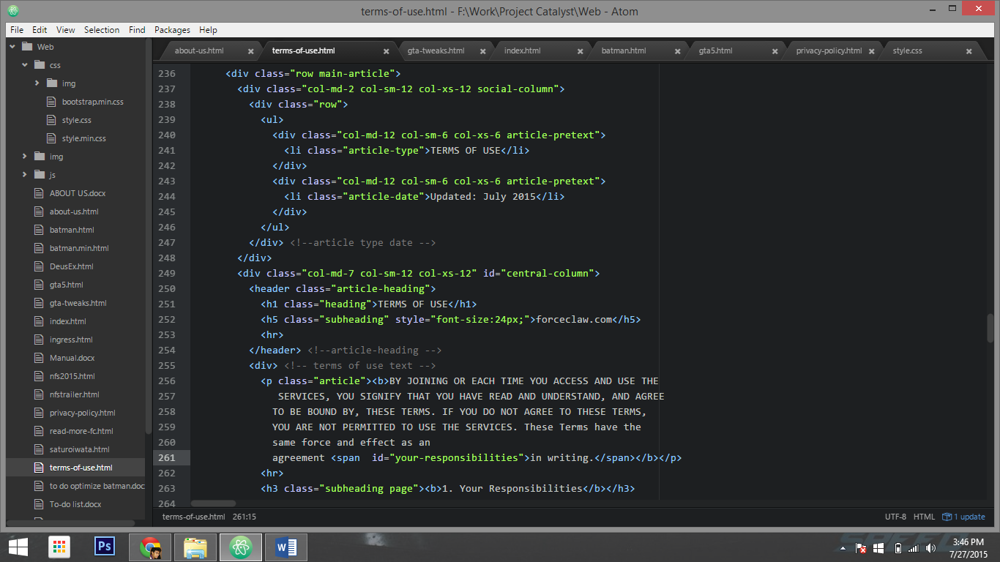 terms-of-use.html - F:\Work\Project Catalyst\Web - Atom
File Edit View Selection Find Packages Help
Web
css
img
bootstrap.min.css
style.css
style.min.css
img
js
ABOUT US.docx
about-us.html
batman.html
batman.min.html
DeusEx.html
gta5.html
gta-tweaks.html
index.html
ingress.html
Manual.docx
nfs2015.html
nfstrailer.html
privacy-policy.html
read-more-fc.html
saturoiwata.html
terms-of-use.html
to do optimize batman.doc
To-do list.docx
about-us.html terms-of-use.html gta-tweaks.html index.html batman.html gta5.html privacy-policy.html style.css
236 <div class="row main-article">
237 <div class="col-md-2 col-sm-12 col-xs-12 social-column">
238 <div class="row">
239 <ul>
240 <div class="col-md-12 col-sm-6 col-xs-6 article-pretext">
241 <li class="article-type">TERMS OF USE</li>
242 </div>
243 <div class="col-md-12 col-sm-6 col-xs-6 article-pretext">
244 <li class="article-date">Updated: July 2015</li>
245 </div>
246 </ul>
247 </div> <!--article type date -->
248 </div>
249 <div class="col-md-7 col-sm-12 col-xs-12" id="central-column">
250 <header class="article-heading">
251 <h1 class="heading">TERMS OF USE</h1>
252 <h5 class="subheading" style="font-size:24px;">forceclaw.com</h5>
253 <hr>
254 </header> <!--article-heading -->
255 <div> <!-- terms of use text -->
256 <p class="article"><b>BY JOINING OR EACH TIME YOU ACCESS AND USE THE
257 SERVICES, YOU SIGNIFY THAT YOU HAVE READ AND UNDERSTAND, AND AGREE
258 TO BE BOUND BY, THESE TERMS. IF YOU DO NOT AGREE TO THESE TERMS,
259 YOU ARE NOT PERMITTED TO USE THE SERVICES. These Terms have the
260 same force and effect as an
261 agreement <span  id="your-responsibilities">in writing.</span></b></p>
262 <hr>
263 <h3 class="subheading page"><b>1. Your Responsibilities</b></h3>
264
terms-of-use.html 261:15 UTF-8 HTML 1 update
Ps
W
SPEED
3:46 PM
7/27/2015